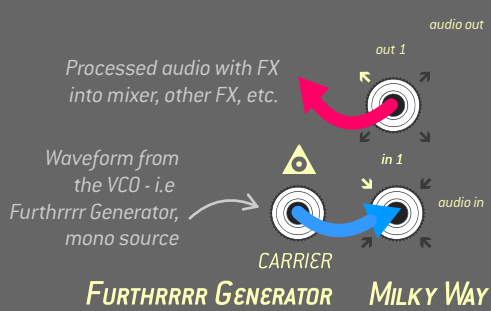 audio out
out 1
Processed audio with FX
into mixer, other FX, etc.
Waveform from
the VCO - i.e
Furthrrrr Generator,
mono source
in 1
audio in
CARRIER
FURTHRRRR GENERATOR
MILKY WAY